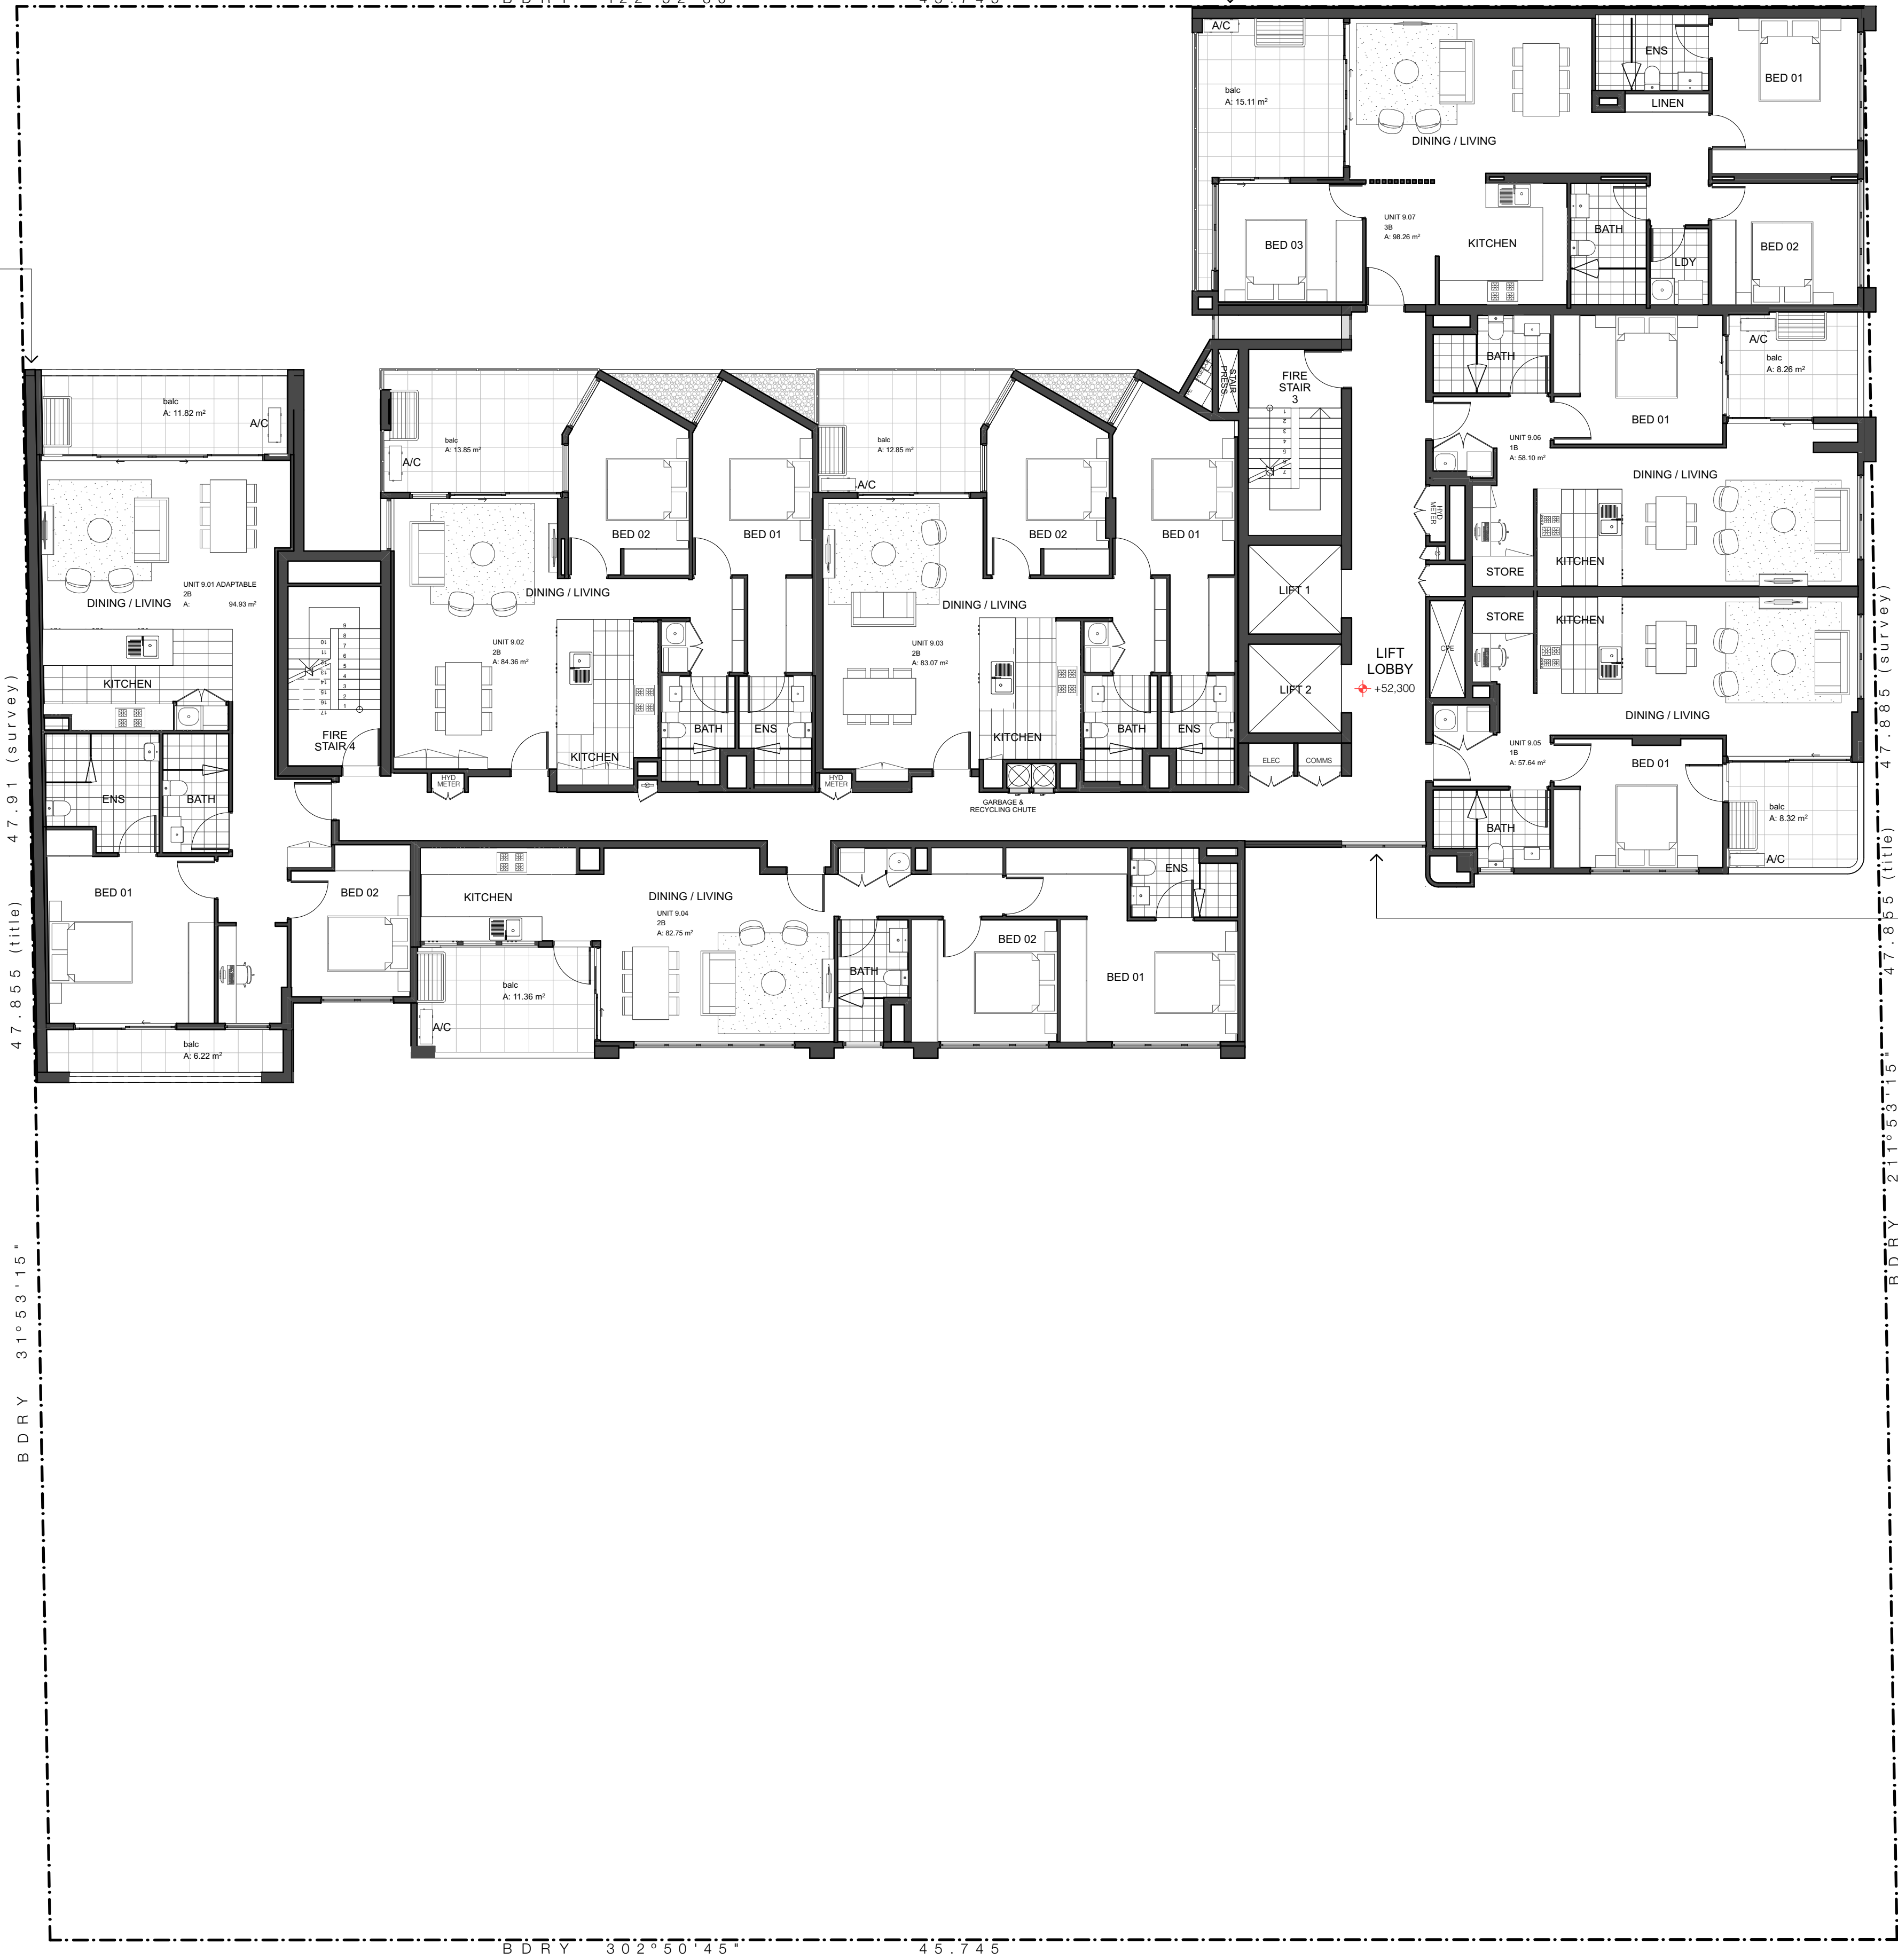 45.745
A/C
ENS
BED 01
balc
A: 15.11 m²
LINEN
DINING / LIVING
UNIT 9.07
3B
A: 98.26 m²
BED 03
KITCHEN
BATH
LDY
BED 02
BATH
BED 01
A/C
balc
A: 8.26 m²
STAIR
PRESS
FIRE
STAIR
3
balc
A: 11.82 m²
A/C
balc
A: 13.85 m²
A/C
balc
A: 12.85 m²
A/C
UNIT 9.06
1B
A: 58.10 m²
DINING / LIVING
HYD
METER
KITCHEN
STORE
BED 02
BED 01
BED 02
BED 01
UNIT 9.01 ADAPTABLE
2B
A: 94.93 m²
DINING / LIVING
DINING / LIVING
DINING / LIVING
LIFT 1
STORE
KITCHEN
UNIT 9.02
2B
A: 84.36 m²
UNIT 9.03
2B
A: 83.07 m²
LIFT
LOBBY
+52,300
LIFT 2
KITCHEN
DINING / LIVING
FIRE
STAIR 4
BATH
ENS
BATH
ENS
KITCHEN
KITCHEN
HYD
METER
HYD
METER
ELEC
COMMS
GARBAGE &
RECYCLING CHUTE
UNIT 9.05
1B
A: 57.64 m²
BED 01
balc
A: 8.32 m²
BATH
A/C
ENS
BATH
BED 01
BED 02
KITCHEN
DINING / LIVING
UNIT 9.04
2B
A: 82.75 m²
ENS
BED 02
BATH
BED 01
balc
A: 11.36 m²
A/C
balc
A: 6.22 m²
47.91 (survey)
47.855 (title)
BDRY 31°53'15"
47.885 (survey)
47.855 (title)
BDRY 211°53'15"
BDRY 302°50'45" 45.745